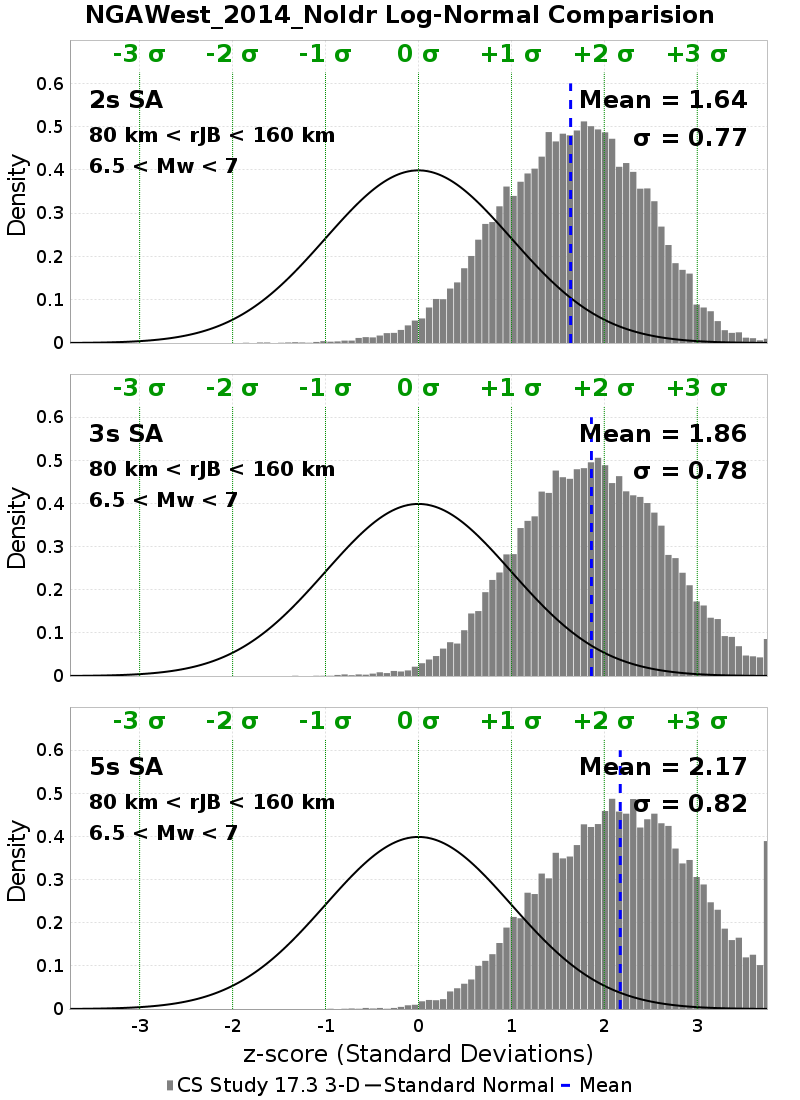 NGAWest_2014_NoIdr Log-Normal Comparision
-3 σ -2 σ -1 σ 0 σ +1 σ +2 σ +3 σ
0.6
2s SA
Mean = 1.64
0.5
80 km < rJB < 160 km
σ = 0.77
0.4
6.5 < Mw < 7
0.3
0.2
0.1
0
Density
-3 σ -2 σ -1 σ 0 σ +1 σ +2 σ +3 σ
0.6
3s SA
Mean = 1.86
0.5
80 km < rJB < 160 km
σ = 0.78
0.4
6.5 < Mw < 7
0.3
0.2
0.1
0
Density
-3 σ -2 σ -1 σ 0 σ +1 σ +2 σ +3 σ
0.6
5s SA
Mean = 2.17
0.5
80 km < rJB < 160 km
σ = 0.82
0.4
6.5 < Mw < 7
0.3
0.2
0.1
0
Density
-3 -2 -1 0 1 2 3
z-score (Standard Deviations)
CS Study 17.3 3-D Standard Normal Mean